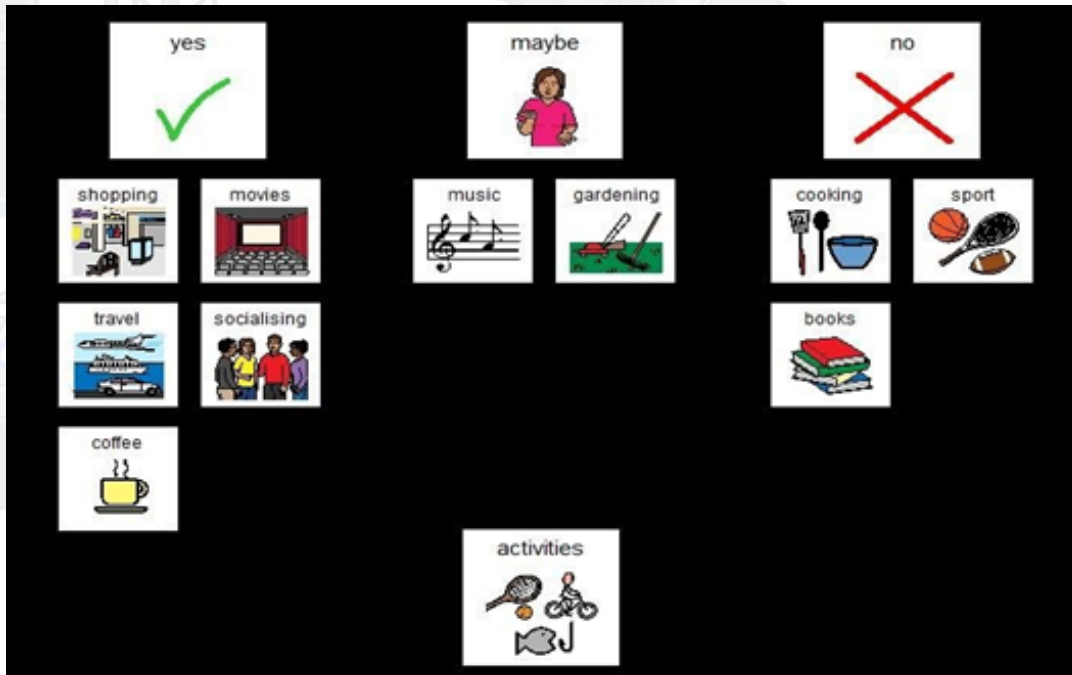 yes
maybe
no
shopping
movies
music
gardening
cooking
sport
travel
socialising
books
coffee
activities